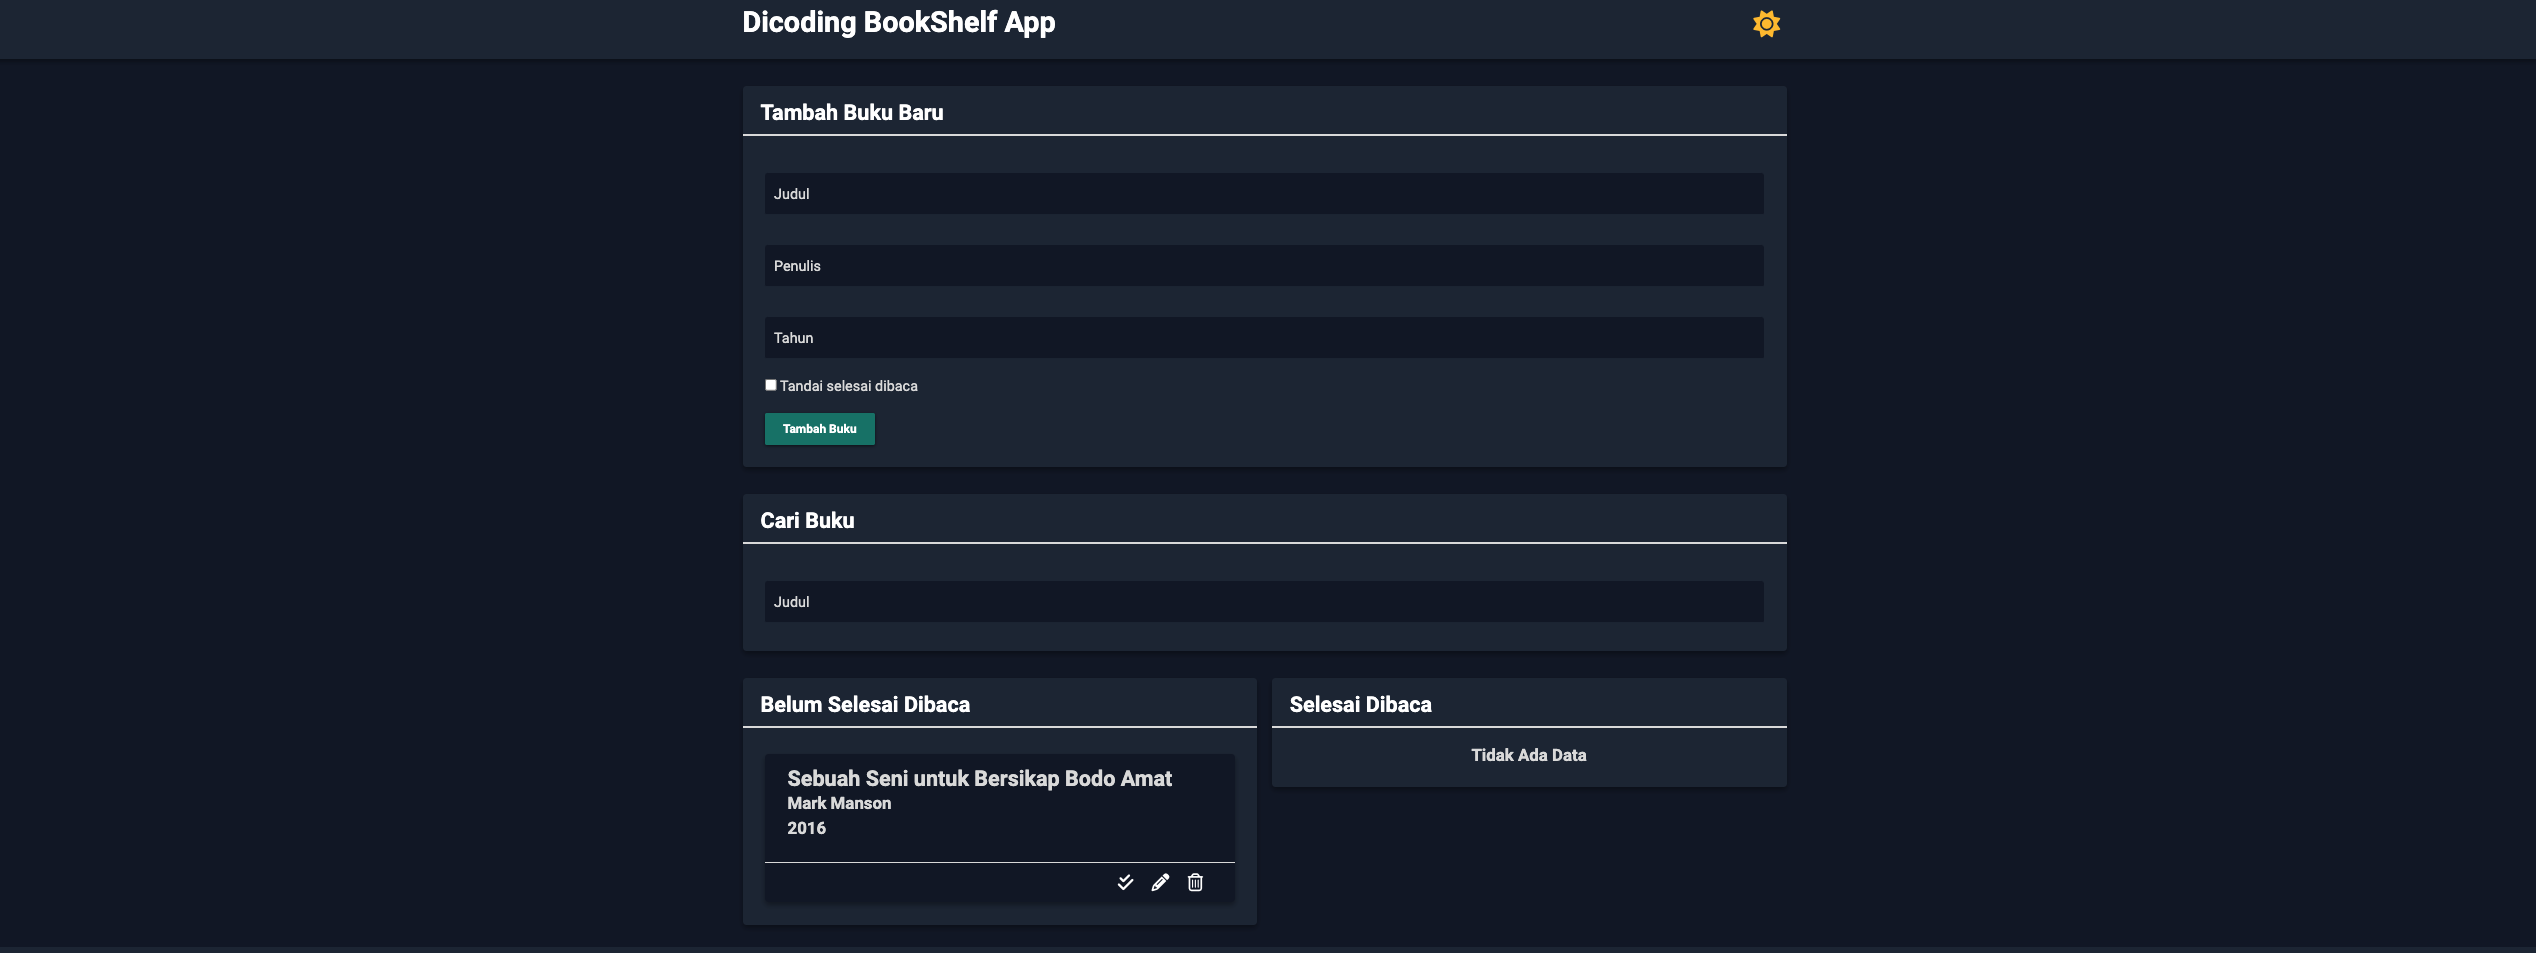 Dicoding BookShelf App
Tambah Buku Baru
Judul
Penulis
Tahun
Tandai selesai dibaca
Tambah Buku
Cari Buku
Judul
Belum Selesai Dibaca
Sebuah Seni untuk Bersikap Bodo Amat
Mark Manson
2016
Selesai Dibaca
Tidak Ada Data